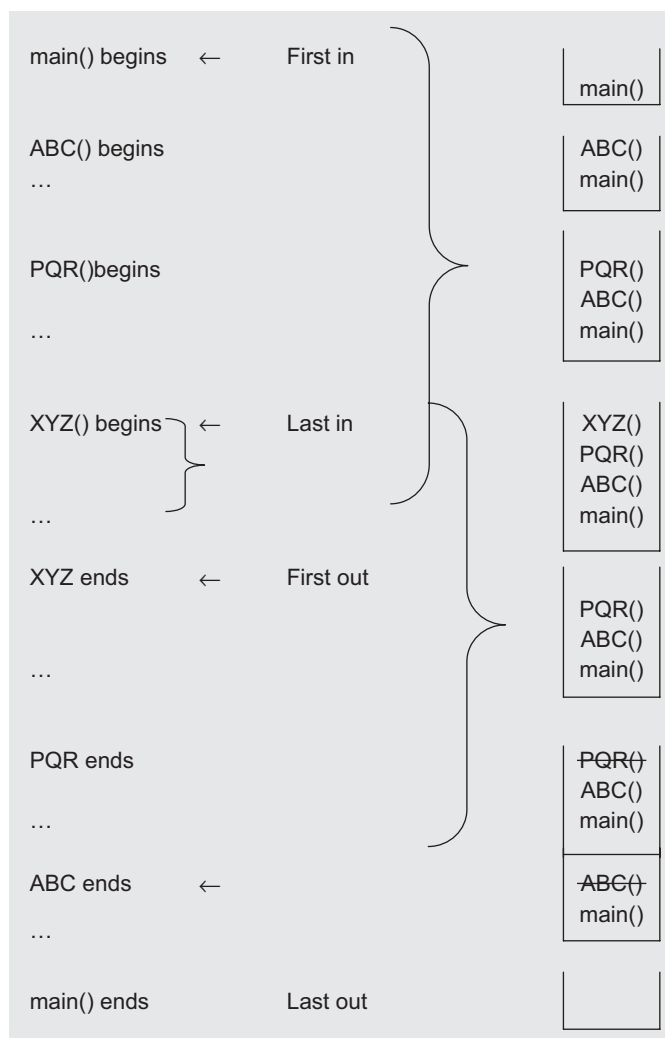 main() begins ← First in
main()
ABC() begins
ABC()
…
main()
PQR()begins
PQR()
ABC()
…
main()
XYZ() begins ← Last in
XYZ()
PQR()
ABC()
…
main()
XYZ ends ← First out
PQR()
ABC()
…
main()
PQR ends
PQR()
ABC()
…
main()
ABC ends ←
ABC()
main()
…
main() ends Last out